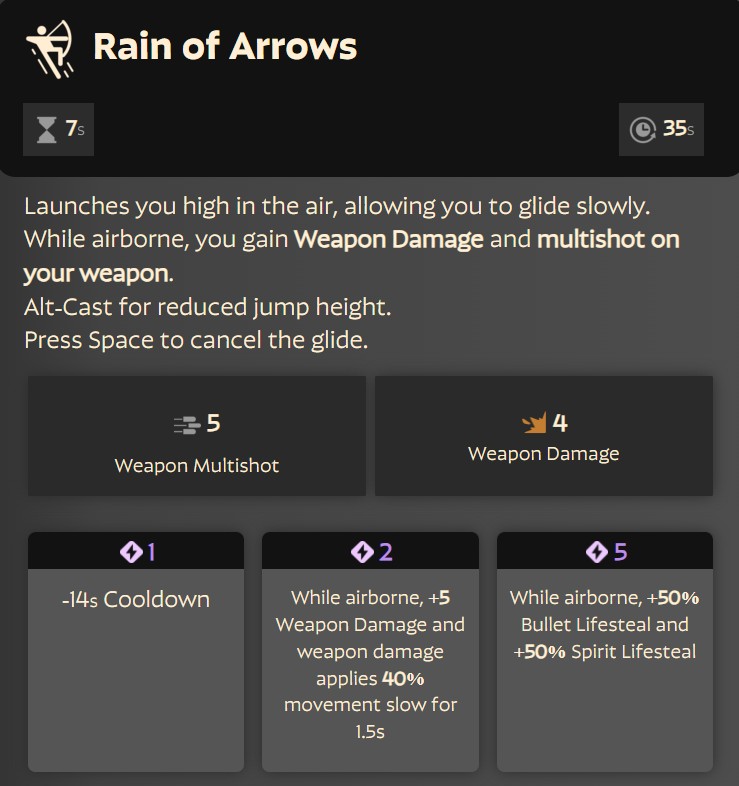 Rain of Arrows
7s
35s
Launches you high in the air, allowing you to glide slowly.
While airborne, you gain Weapon Damage and multishot on
your weapon.
Alt-Cast for reduced jump height.
Press Space to cancel the glide.
5
Weapon Multishot
4
Weapon Damage
1
-14s Cooldown
2
While airborne, +5
Weapon Damage and
weapon damage
applies 40%
movement slow for
1.5s
5
While airborne, +50%
Bullet Lifesteal and
+50% Spirit Lifesteal